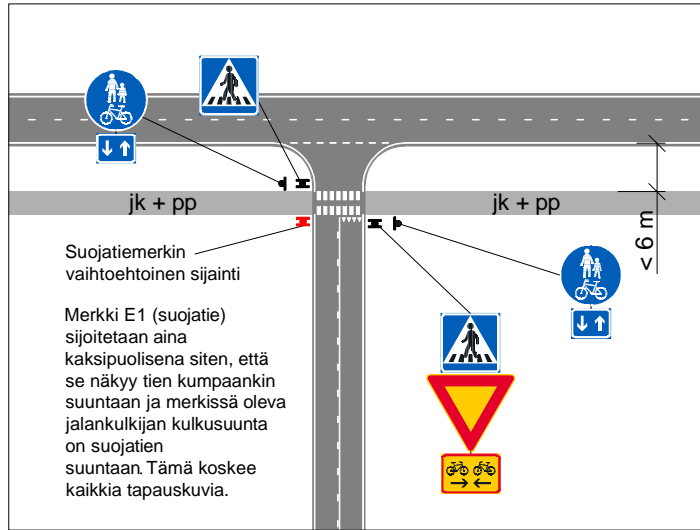 jk + pp
jk + pp
< 6 m
Suojatiemerkin
vaihtoehtoinen sijainti
Merkki E1 (suojatie)
sijoitetaan aina
kaksipuolisena siten, että
se näkyy tien kumpaankin
suuntaan ja merkissä oleva
jalankulkijan kulkusuunta
on suojatien
suuntaan. Tämä koskee
kaikkia tapauskuvia.